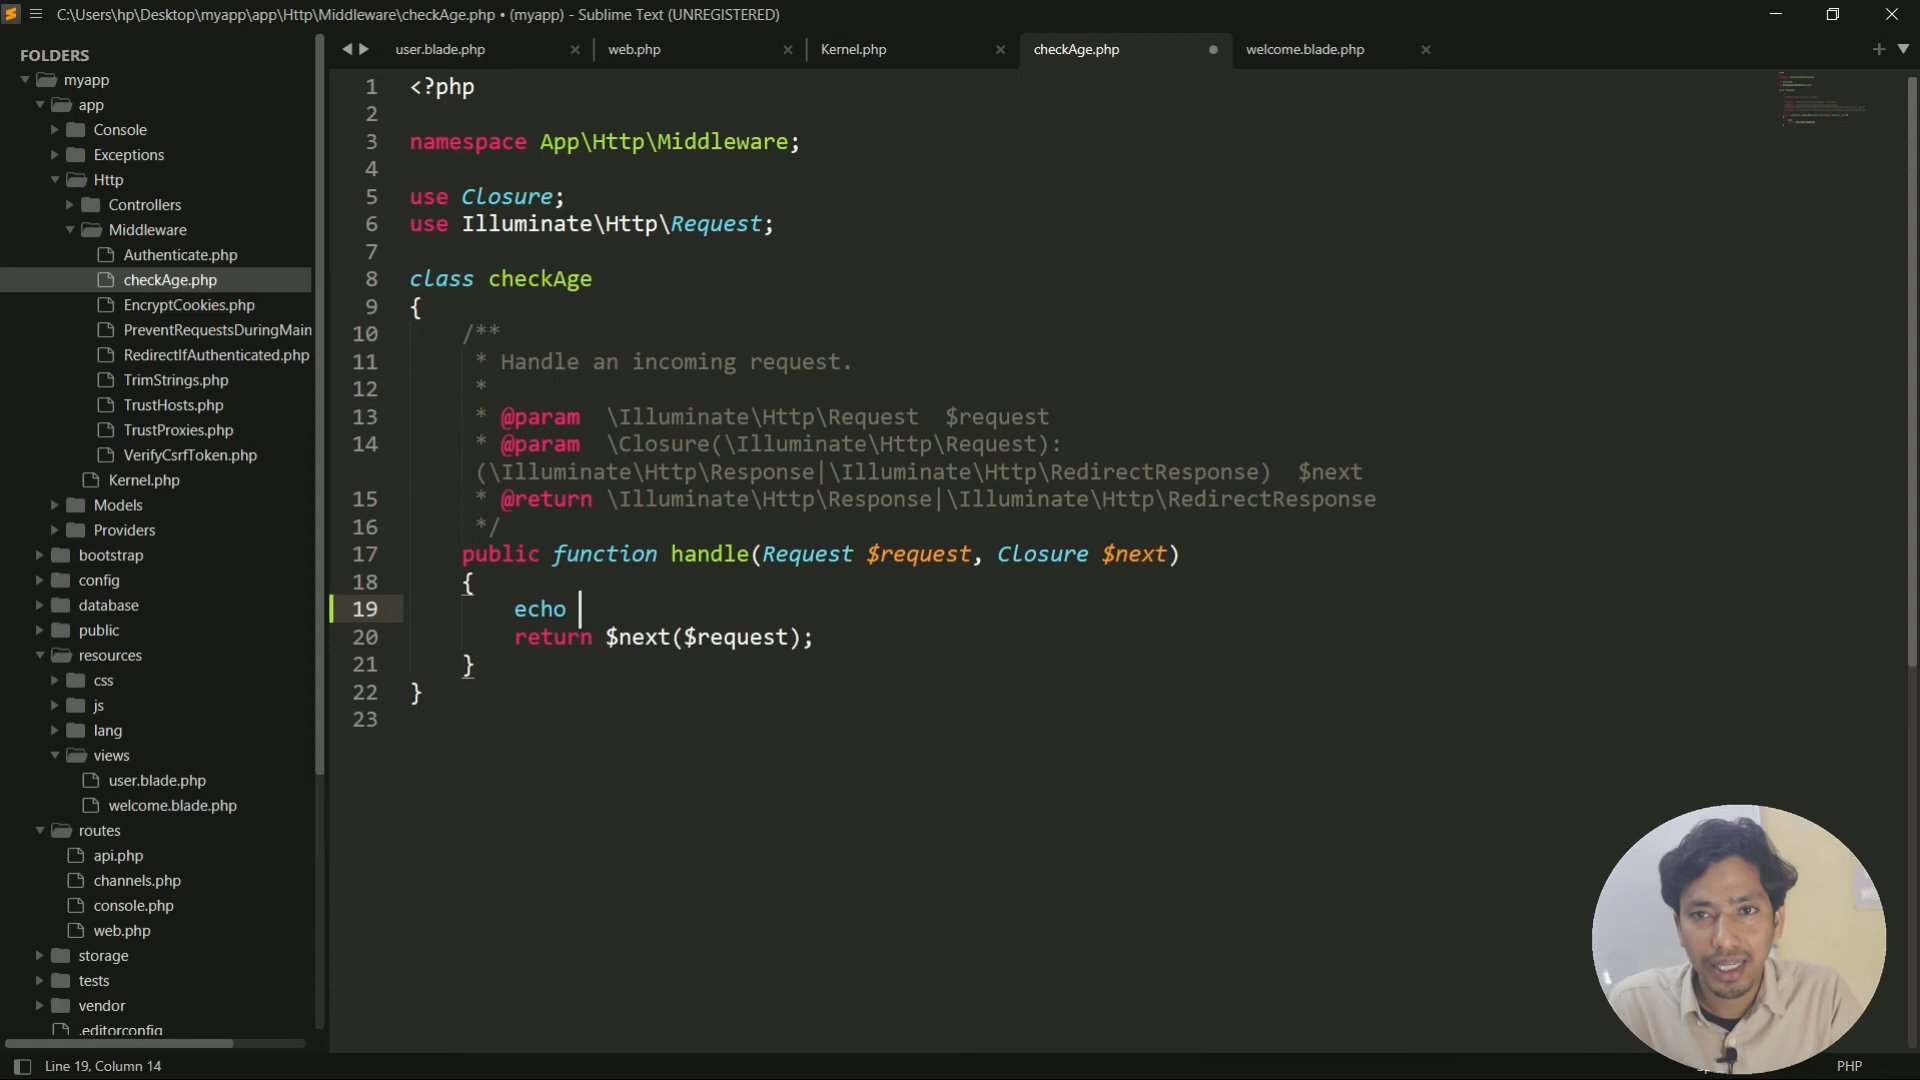 C:\Users\hp\Desktop\myapp\app\Http\Middleware\checkAge.php • (myapp) - Sublime Text (UNREGISTERED)
FOLDERS
myapp
app
Console
Exceptions
Http
Controllers
Middleware
Authenticate.php
checkAge.php
EncryptCookies.php
PreventRequestsDuringMain
RedirectIfAuthenticated.php
TrimStrings.php
TrustHosts.php
TrustProxies.php
VerifyCsrfToken.php
Kernel.php
Models
Providers
bootstrap
config
database
public
resources
css
js
lang
views
user.blade.php
welcome.blade.php
routes
api.php
channels.php
console.php
web.php
storage
tests
vendor
.editorconfig
user.blade.php
web.php
Kernel.php
checkAge.php
welcome.blade.php
1 <?php
2
3 namespace App\Http\Middleware;
4
5 use Closure;
6 use Illuminate\Http\Request;
7
8 class checkAge
9 {
10 /**
11 * Handle an incoming request.
12 *
13 * @param  \Illuminate\Http\Request  $request
14 * @param  \Closure(\Illuminate\Http\Request):
(\Illuminate\Http\Response|\Illuminate\Http\RedirectResponse)  $next
15 * @return \Illuminate\Http\Response|\Illuminate\Http\RedirectResponse
16 */
17 public function handle(Request $request, Closure $next)
18 {
19 echo
20 return $next($request);
21 }
22 }
23
Line 19, Column 14
PHP